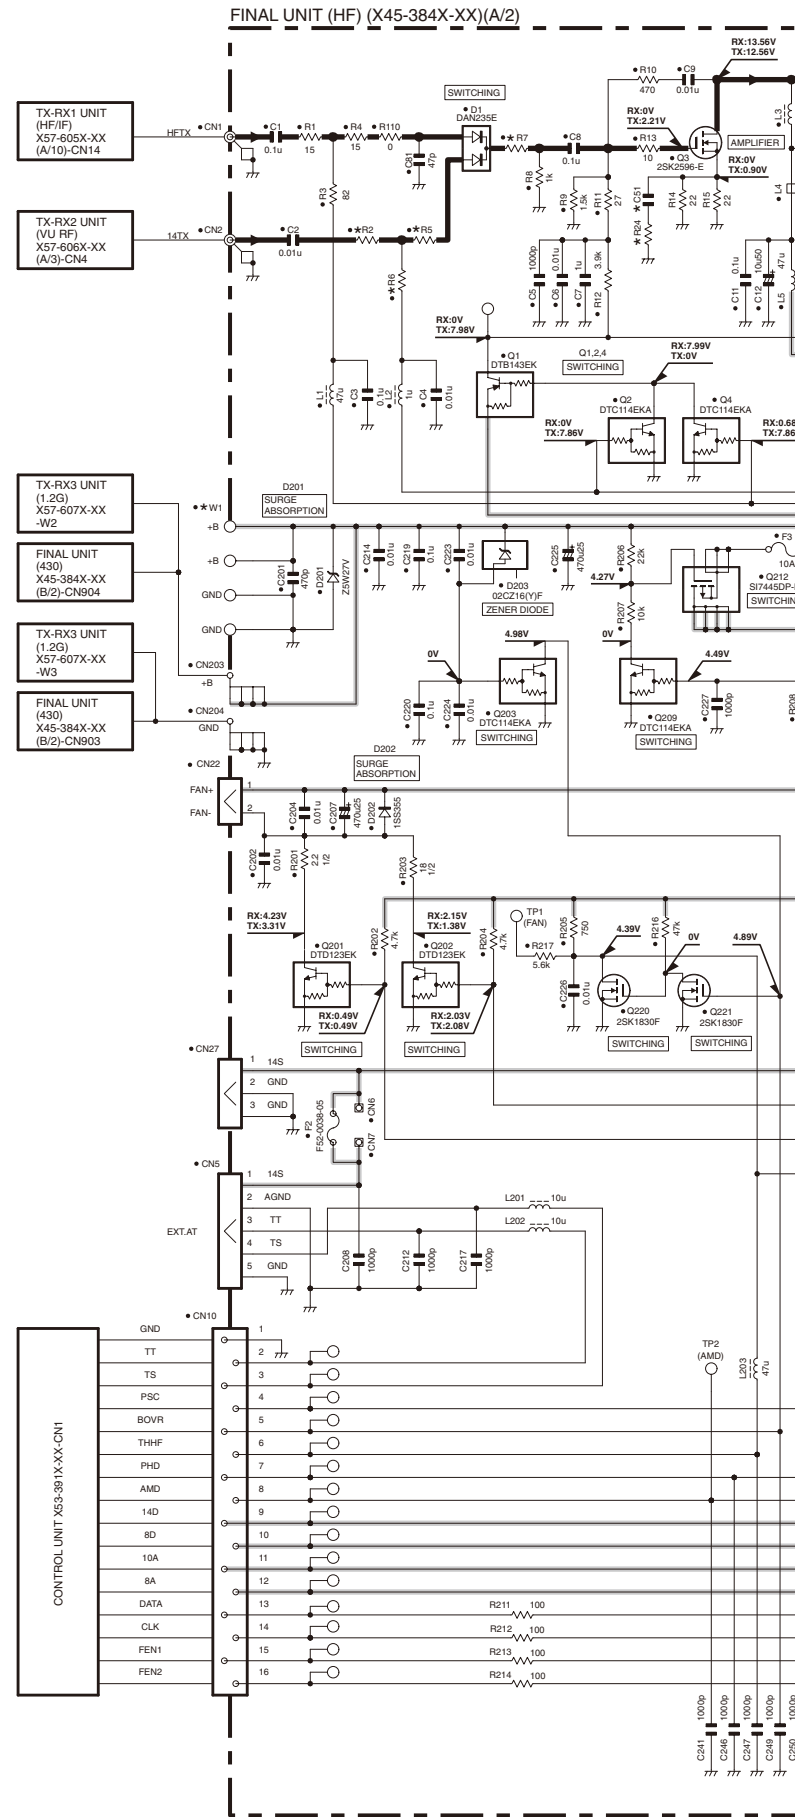 FINAL UNIT (HF) (X45-384X-XX)(A/2)
RX:13.56V
TX:12.56V
R10
470
C9
0.01u
L3
SWITCHING
D1
DAN235E
TX-RX1 UNIT
(HF/IF)
X57-605X-XX
(A/10)-CN14
HFTX
CN1
C1
0.1u
R1
15
R4
15
R110
0
C81
47p
★R7
C8
0.1u
RX:0V
TX:2.21V
R13
10
Q3
2SK2596-E
AMPLIFIER
RX:0V
TX:0.90V
R3
82
R8
1k
R9
1.5k
R11
27
★C51
★R24
R14
22
R15
22
L4
TX-RX2 UNIT
(VU RF)
X57-606X-XX
(A/3)-CN4
14TX
CN2
C2
0.01u
★R2
★R5
★R6
C5
1000p
C6
0.01u
C7
1u
R12
3.9k
C11
0.1u
C12
10u50
L5
47u
RX:0V
TX:7.98V
Q1
DTB143EK
Q1,2,4
SWITCHING
RX:7.99V
TX:0V
L1
47u
C3
0.1u
L2
1u
C4
0.01u
Q2
DTC114EKA
Q4
DTC114EKA
RX:0V
TX:7.86V
RX:0.68
TX:7.86
TX-RX3 UNIT
(1.2G)
X57-607X-XX
-W2
★W1
+B
D201
SURGE
ABSORPTION
FINAL UNIT
(430)
X45-384X-XX
(B/2)-CN904
+B
GND
GND
C201
470p
D201
Z5W27V
C214
0.01u
C219
0.1u
C223
0.01u
D203
02CZ16(Y)F
ZENER DIODE
C225
470u25
R206
22k
4.27V
R207
10k
F3
10A
Q212
SI7445DP-
SWITCHIN
TX-RX3 UNIT
(1.2G)
X57-607X-XX
-W3
CN203
+B
4.98V
0V
0V
4.49V
FINAL UNIT
(430)
X45-384X-XX
(B/2)-CN903
CN204
GND
C220
0.1u
C224
0.01u
Q203
DTC114EKA
SWITCHING
Q209
DTC114EKA
SWITCHING
C227
1000p
R208
CN22
D202
SURGE
ABSORPTION
FAN+
1
FAN-
2
C204
0.01u
C207
470u25
D202
1SS355
C202
0.01u
R201
2.2
1/2
R203
18
1/2
RX:4.23V
TX:3.31V
R202
4.7k
RX:2.15V
TX:1.38V
R204
4.7k
TP1
(FAN)
R217
5.6k
R205
750
4.39V
R216
47k
0V
4.89V
Q201
DTD123EK
Q202
DTD123EK
C226
0.01u
Q220
2SK1830F
Q221
2SK1830F
RX:0.49V
TX:0.49V
RX:2.03V
TX:2.08V
SWITCHING
SWITCHING
SWITCHING
SWITCHING
CN27
1 14S
2 GND
3 GND
F2
F52-0038-05
CN6
CN7
CN5
EXT.AT
1 14S
2 AGND
3 TT
4 TS
5 GND
L201 10u
L202 10u
C208
1000p
C212
1000p
C217
1000p
CN10
CONTROL UNIT X53-391X-XX-CN1
GND 1
TT 2
TS 3
PSC 4
BOVR 5
THHF 6
PHD 7
AMD 8
14D 9
8D 10
10A 11
8A 12
DATA 13
CLK 14
FEN1 15
FEN2 16
TP2
(AMD)
L203
47u
R211 100
R212 100
R213 100
R214 100
C241
1000p
C246
1000p
C247
1000p
C249
1000p
C250
1000p